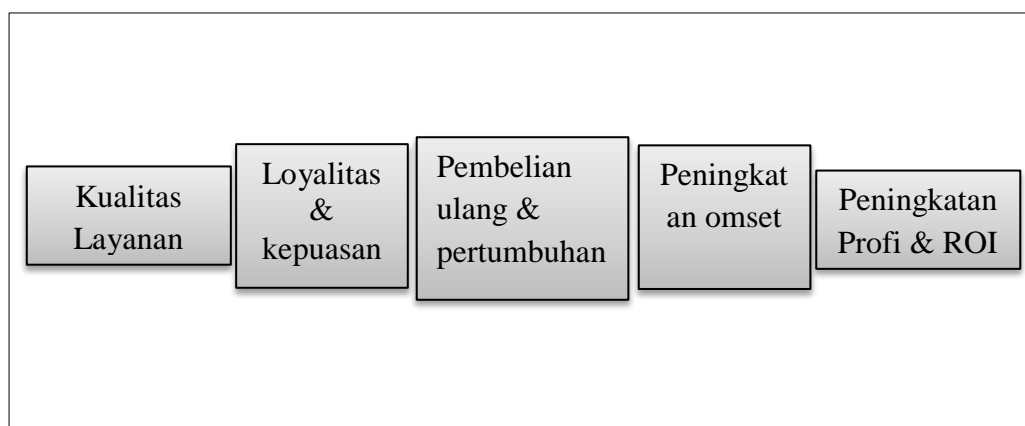 Kualitas
Layanan
Loyalitas
&
kepuasan
Pembelian
ulang &
pertumbuhan
Peningkat
an omset
Peningkatan
Profi & ROI